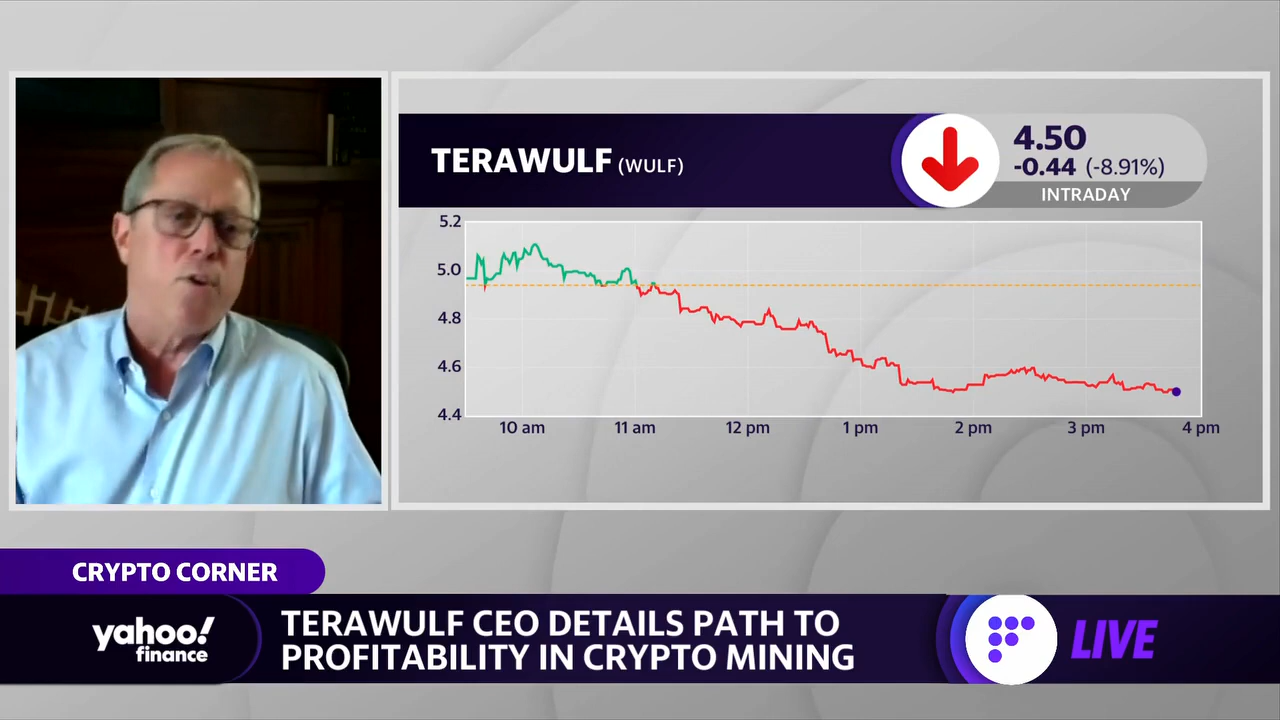 TERAWULF (WULF)
4.50
-0.44 (-8.91%)
INTRADAY
5.2
5.0
4.8
4.6
4.4
10 am 11 am 12 pm 1 pm 2 pm 3 pm 4 pm
CRYPTO CORNER
yahoo!
finance
TERAWULF CEO DETAILS PATH TO
PROFITABILITY IN CRYPTO MINING
LIVE